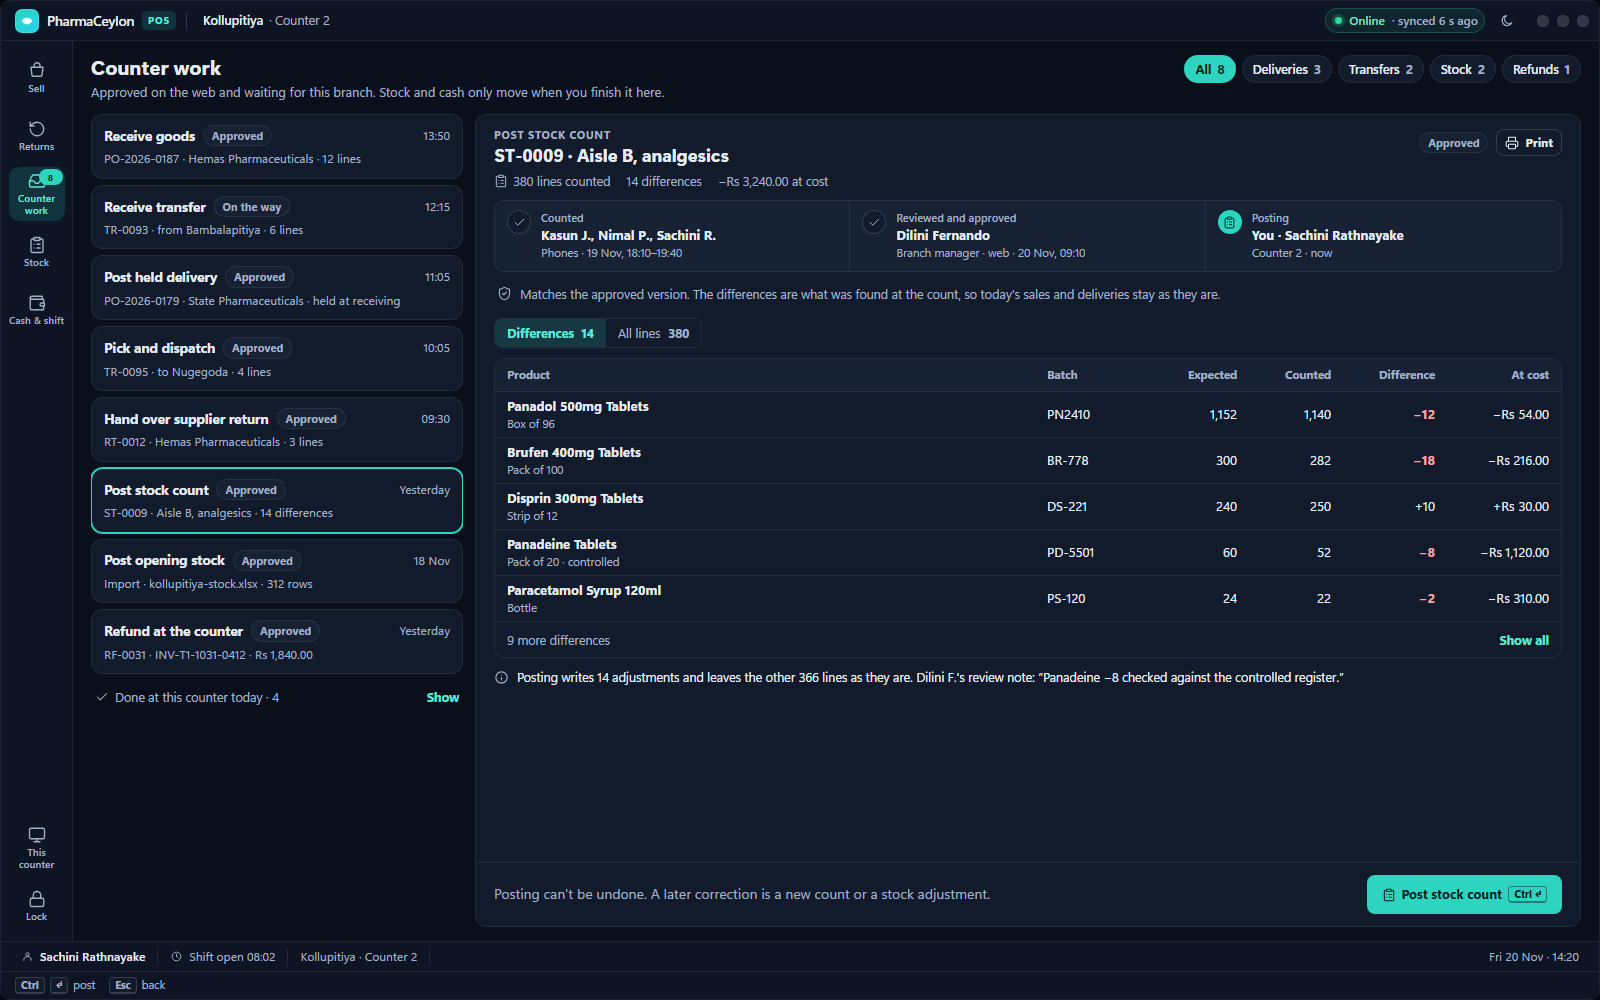 PharmaCeylon POS Kollupitiya · Counter 2
Online · synced 6 s ago
Sell
Returns
8
Counter work
Stock
Cash & shift
This counter
Lock
Counter work
Approved on the web and waiting for this branch. Stock and cash only move when you finish it here.
All 8 Deliveries 3 Transfers 2 Stock 2 Refunds 1
Receive goods Approved 13:50
PO-2026-0187 · Hemas Pharmaceuticals · 12 lines
Receive transfer On the way 12:15
TR-0093 · from Bambalapitiya · 6 lines
Post held delivery Approved 11:05
PO-2026-0179 · State Pharmaceuticals · held at receiving
Pick and dispatch Approved 10:05
TR-0095 · to Nugegoda · 4 lines
Hand over supplier return Approved 09:30
RT-0012 · Hemas Pharmaceuticals · 3 lines
Post stock count Approved Yesterday
ST-0009 · Aisle B, analgesics · 14 differences
Post opening stock Approved 18 Nov
Import · kollupitiya-stock.xlsx · 312 rows
Refund at the counter Approved Yesterday
RF-0031 · INV-T1-1031-0412 · Rs 1,840.00
Done at this counter today · 4 Show
POST STOCK COUNT
ST-0009 · Aisle B, analgesics
Approved Print
380 lines counted 14 differences −Rs 3,240.00 at cost
Counted
Kasun J., Nimal P., Sachini R.
Phones · 19 Nov, 18:10–19:40
Reviewed and approved
Dilini Fernando
Branch manager · web · 20 Nov, 09:10
Posting
You · Sachini Rathnayake
Counter 2 · now
Matches the approved version. The differences are what was found at the count, so today's sales and deliveries stay as they are.
Differences 14 All lines 380
Product Batch Expected Counted Difference At cost
Panadol 500mg Tablets
Box of 96
PN2410 1,152 1,140 −12 −Rs 54.00
Brufen 400mg Tablets
Pack of 100
BR-778 300 282 −18 −Rs 216.00
Disprin 300mg Tablets
Strip of 12
DS-221 240 250 +10 +Rs 30.00
Panadeine Tablets
Pack of 20 · controlled
PD-5501 60 52 −8 −Rs 1,120.00
Paracetamol Syrup 120ml
Bottle
PS-120 24 22 −2 −Rs 310.00
9 more differences Show all
Posting writes 14 adjustments and leaves the other 366 lines as they are. Dilini F.'s review note: “Panadeine −8 checked against the controlled register.”
Posting can't be undone. A later correction is a new count or a stock adjustment.
Post stock count Ctrl ↵
Sachini Rathnayake Shift open 08:02 Kollupitiya · Counter 2 Fri 20 Nov · 14:20
Ctrl ↵ post Esc back